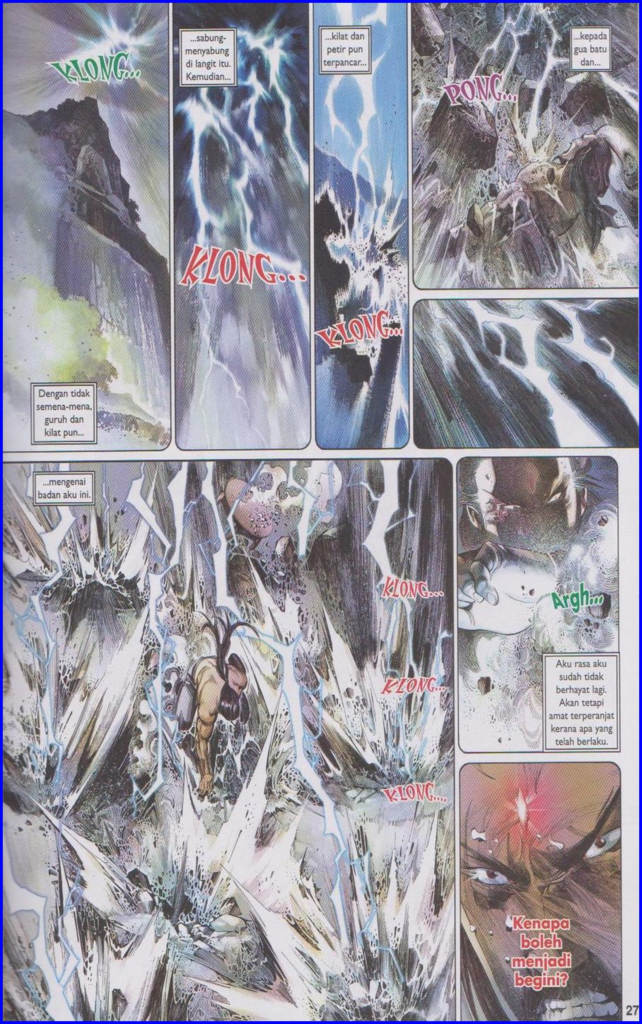 KLONG...
Dengan tidak
semena-mena,
guruh dan
kilat pun...
...sabung-
menyabung
di langit itu.
Kemudian...
KLONG...
...kilat dan
petir pun
terpancar...
KLONG...
...kepada
gua batu
dan...
PONG...
...mengenai
badan aku ini.
KLONG...
KLONG...
KLONG....
Argh...
Aku rasa aku
sudah tidak
berhayat lagi.
Akan tetapi
amat terperanjat
kerana apa yang
telah berlaku.
Kenapa
boleh
menjadi
begini?
27